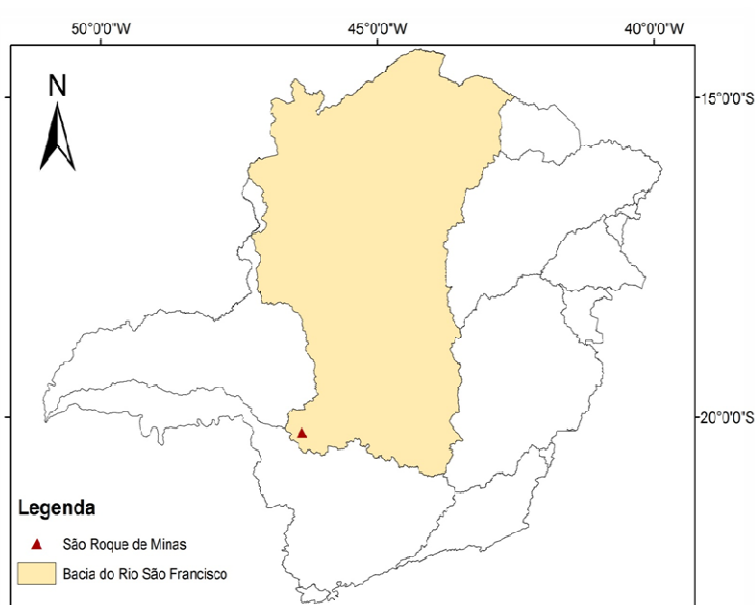 50°0'0"W
45°0'0"W
40°0'0"W
N
15°0'0"S
20°0'0"S
Legenda
São Roque de Minas
Bacia do Rio São Francisco